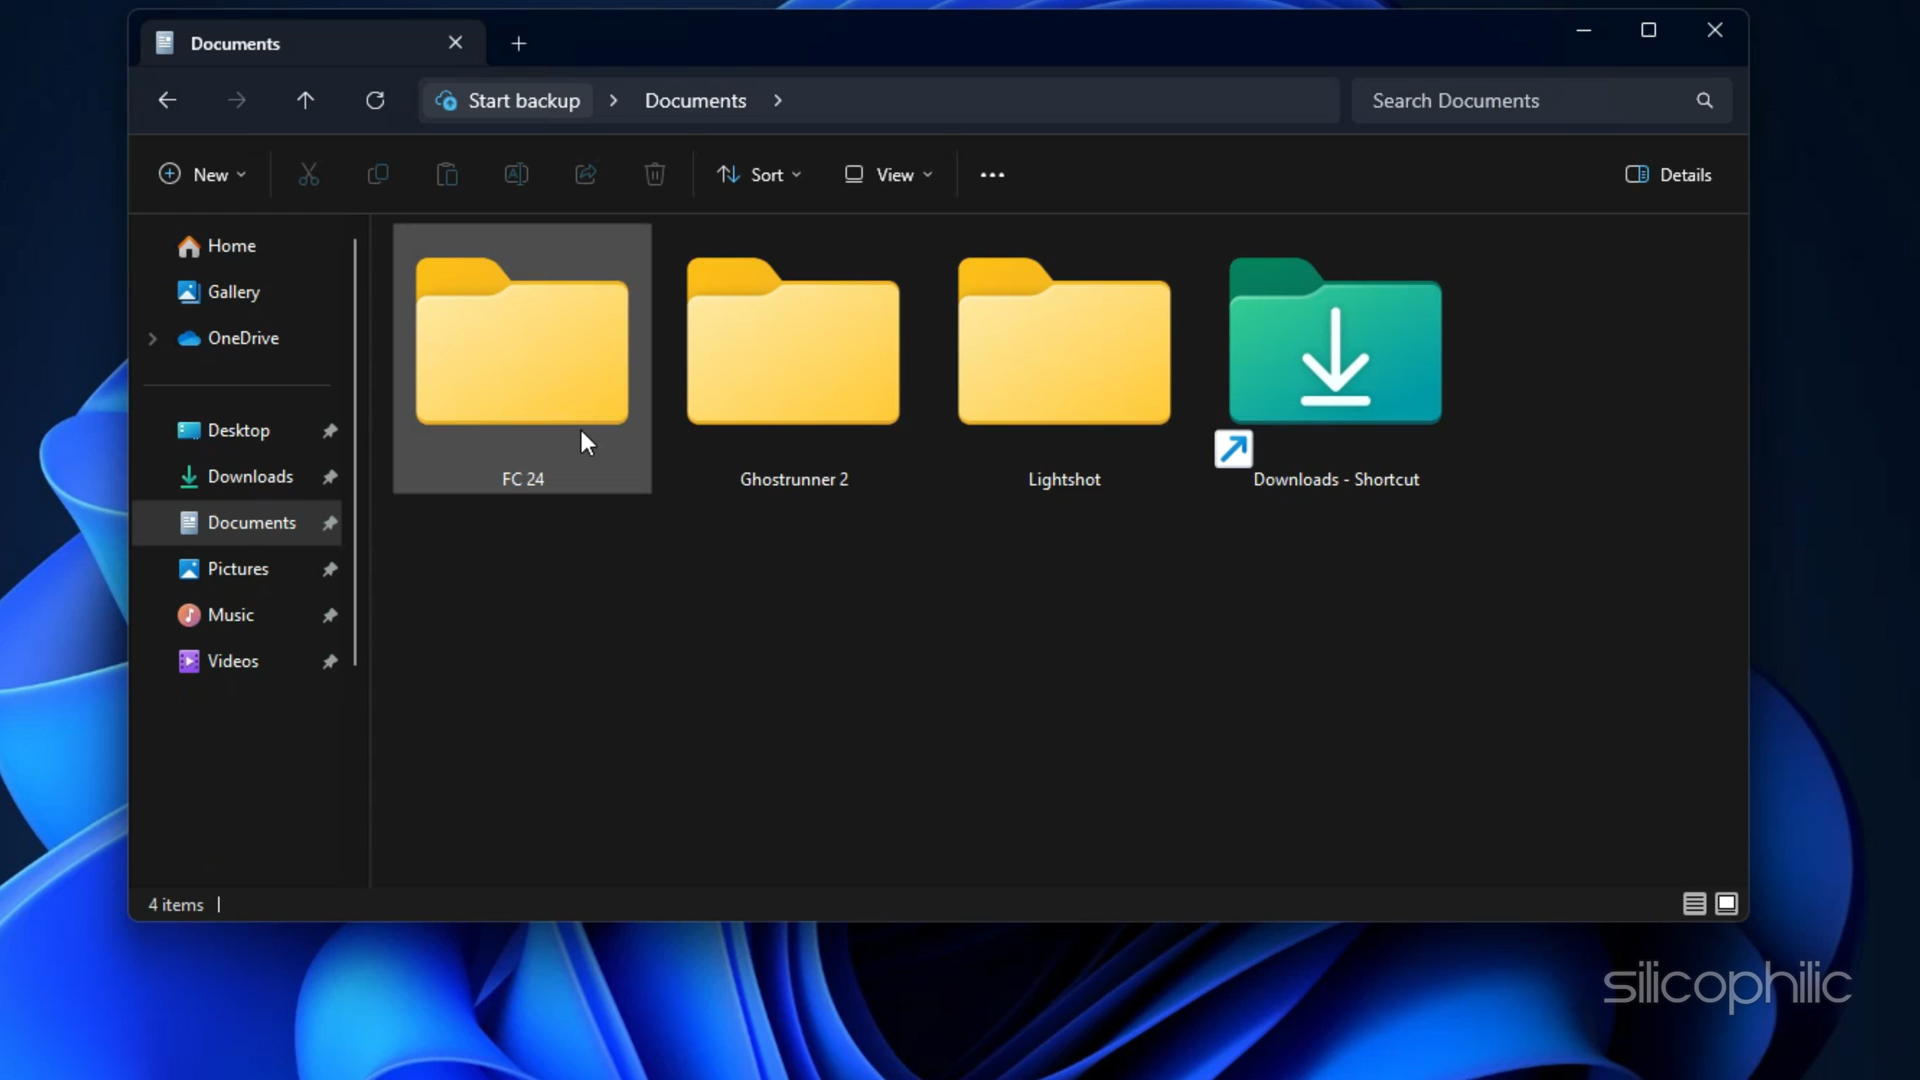 Documents
Start backup
Documents
Search Documents
New
Sort
View
Details
Home
Gallery
OneDrive
Desktop
Downloads
Documents
Pictures
Music
Videos
FC 24
Ghostrunner 2
Lightshot
Downloads - Shortcut
4 items
silicophilic